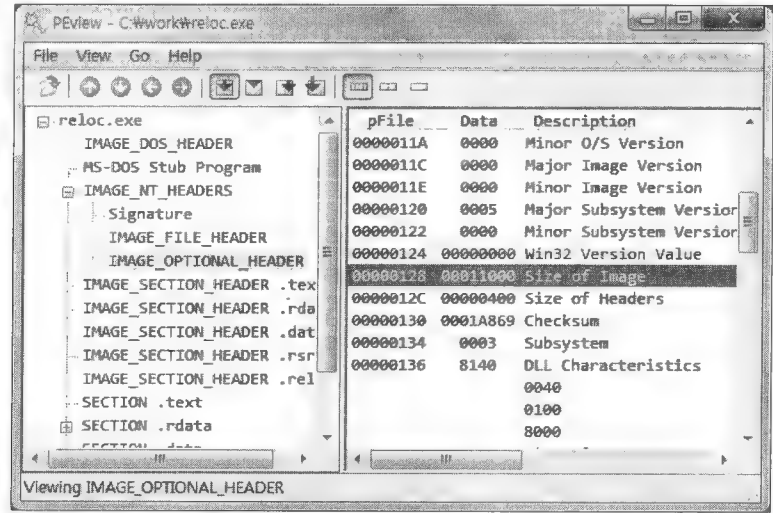 PEview - C:₩work₩reloc.exe
File View Go Help
reloc.exe
IMAGE_DOS_HEADER
MS-DOS Stub Program
IMAGE_NT_HEADERS
Signature
IMAGE_FILE_HEADER
IMAGE_OPTIONAL_HEADER
IMAGE_SECTION_HEADER .tex
IMAGE_SECTION_HEADER .rda
IMAGE_SECTION_HEADER .dat
IMAGE_SECTION_HEADER .rsr
IMAGE_SECTION_HEADER .rel
SECTION .text
SECTION .rdata
SECTION .data
pFile Data Description
0000011A 0000 Minor O/S Version
0000011C 0000 Major Image Version
0000011E 0000 Minor Image Version
00000120 0005 Major Subsystem Version
00000122 0000 Minor Subsystem Version
00000124 00000000 Win32 Version Value
00000128 00011000 Size of Image
0000012C 00000400 Size of Headers
00000130 0001A869 Checksum
00000134 0003 Subsystem
00000136 8140 DLL Characteristics
0040
0100
8000
Viewing IMAGE_OPTIONAL_HEADER